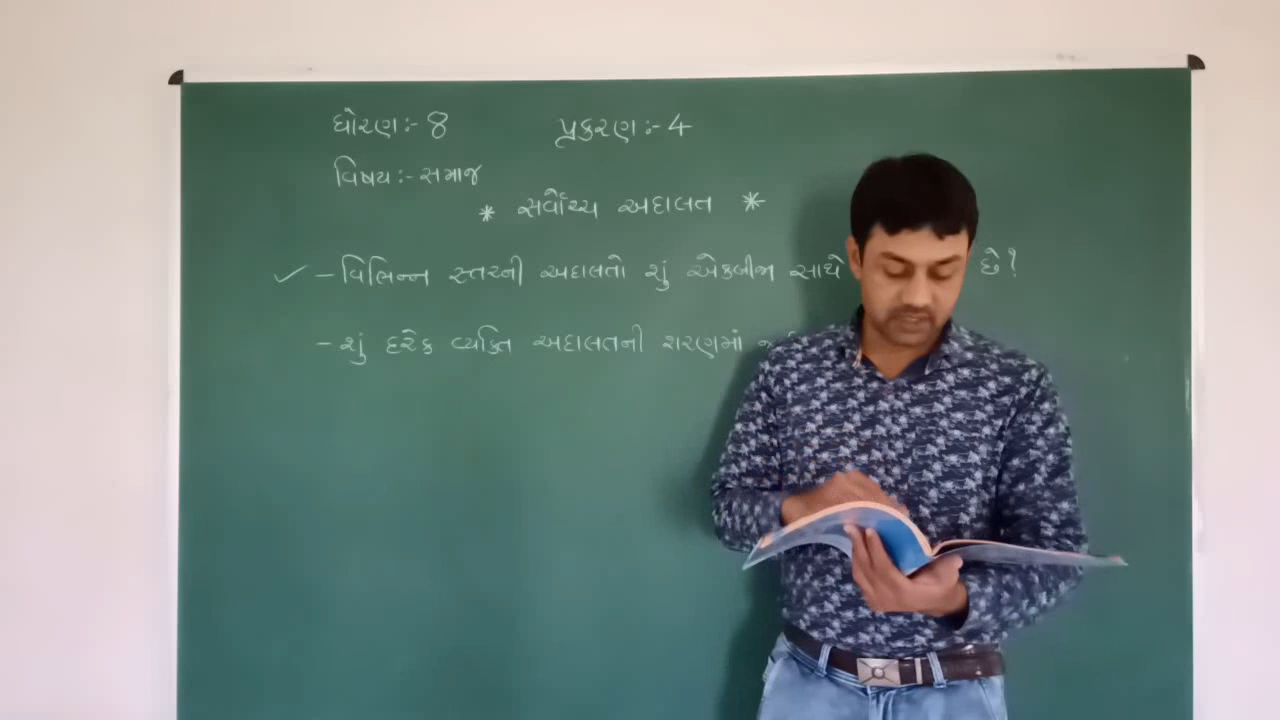 ધોરણ:- 8 પ્રકરણ:- 4
વિષય:- સમાજ
* સર્વોચ્ચ અદાલત *
✓ - વિભિન્ન સ્તરની અદાલતો શું એકબીજા સાથે છે?
- શું દરેક વ્યક્તિ અદાલતની શરણમાં